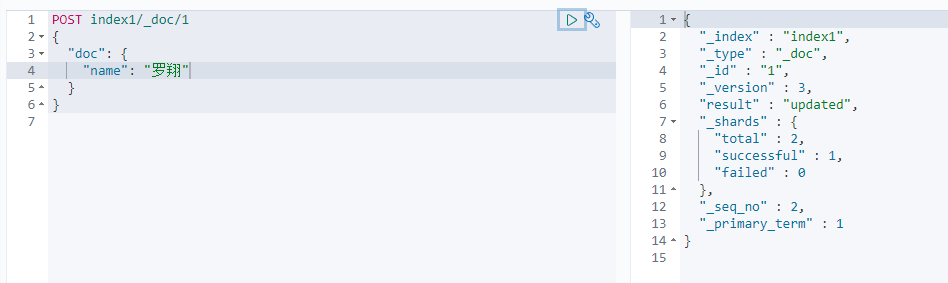 1 POST index1/_doc/1
2 {
3 "doc": {
4 "name": "罗翔"
5 }
6 }
7
1 {
2 "_index" : "index1",
3 "_type" : "_doc",
4 "_id" : "1",
5 "_version" : 3,
6 "result" : "updated",
7 "_shards" : {
8 "total" : 2,
9 "successful" : 1,
10 "failed" : 0
11 },
12 "_seq_no" : 2,
13 "_primary_term" : 1
14 }
15